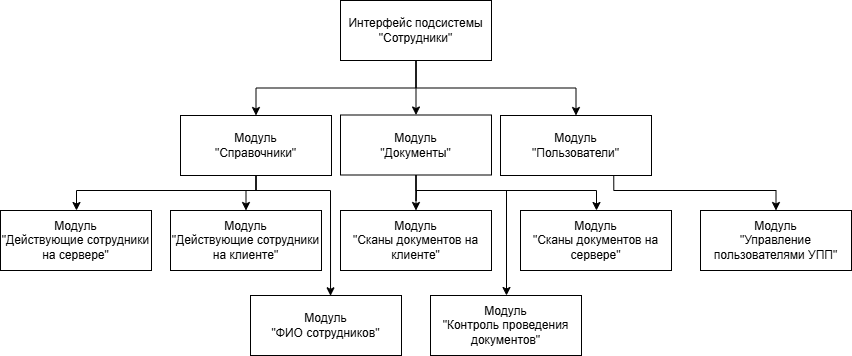 Интерфейс подсистемы
"Сотрудники"
Модуль
"Справочники"
Модуль
"Документы"
Модуль
"Пользователи"
Модуль
"Действующие сотрудники
на сервере"
Модуль
"Действующие сотрудники
на клиенте"
Модуль
"Сканы документов на
клиенте"
Модуль
"Сканы документов на
сервере"
Модуль
"Управление
пользователями УПП"
Модуль
"ФИО сотрудников"
Модуль
"Контроль проведения
документов"